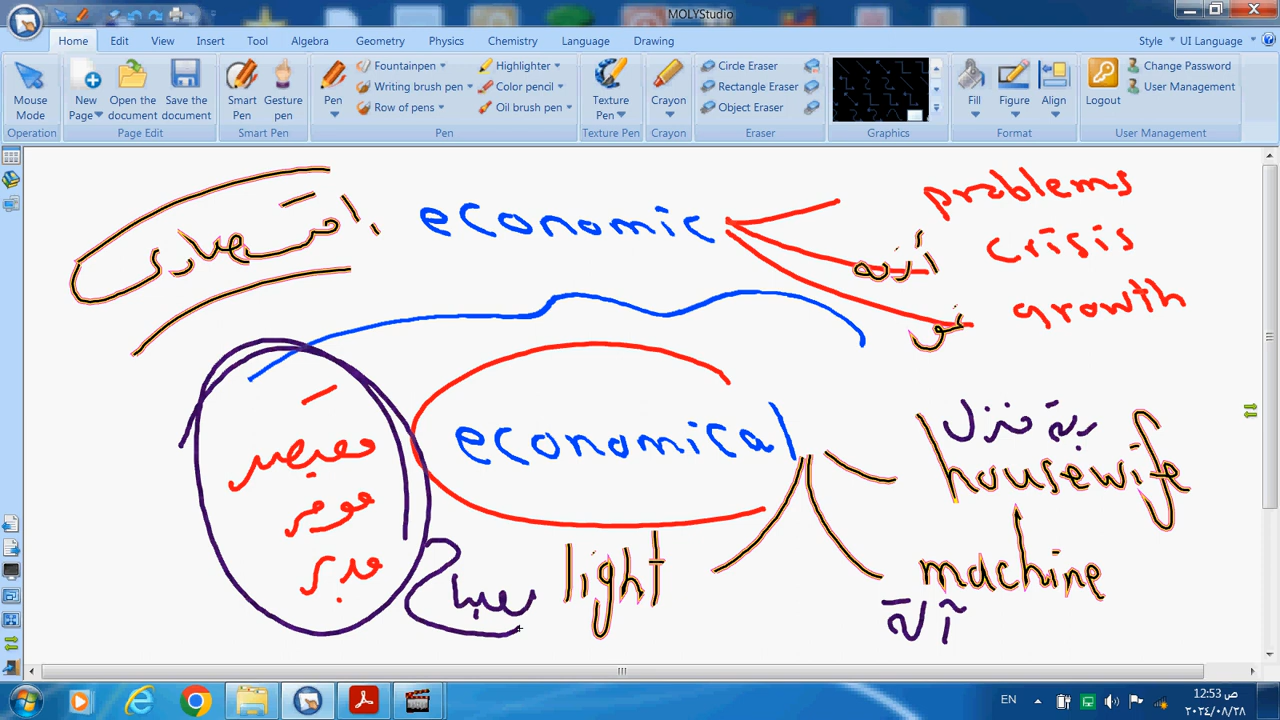 MOLYStudio
Home Edit View Insert Tool Algebra Geometry Physics Chemistry Language Drawing Style UI Language
Fountainpen Highlighter Circle Eraser Change Password
Writing brush pen Color pencil Rectangle Eraser User Management
Row of pens Oil brush pen Object Eraser
Mouse Mode New Page Open the document Save the document Smart Pen Gesture pen Pen Texture Pen Crayon Fill Figure Align Logout
Operation Page Edit Smart Pen Pen Texture Pen Crayon Eraser Graphics Format User Management
اقتصادى economic problems
أزمه crisis
نمو growth
economical
مقتصد
موفر
مدبر
ربة منزل
housewife
مصباح light machine
آلة
EN 12:53 ص
٢٠٢٤/٠٨/٢٨